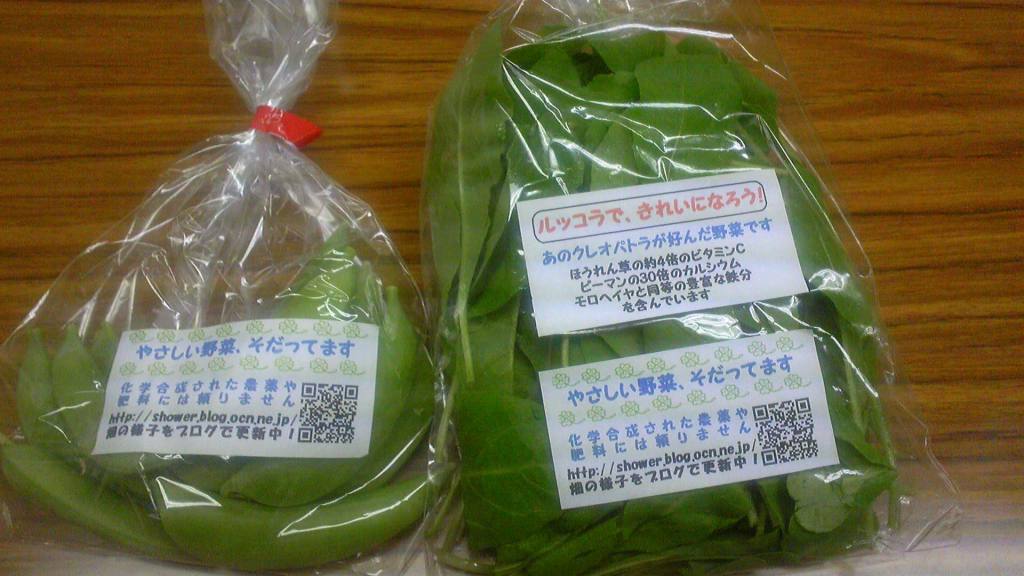 やさしい野菜、そだってます
化学合成された農薬や
肥料には頼りません
http://shower.blog.ocn.ne.jp/
畑の様子をブログで更新中！
ルッコラで、きれいになろう！
あのクレオパトラが好んだ野菜です
ほうれん草の約4倍のビタミンC
ピーマンの30倍のカルシウム
モロヘイヤと同等の豊富な鉄分
を含んでいます
やさしい野菜、そだってます
化学合成された農薬や
肥料には頼りません
http://shower.blog.ocn.ne.jp/
畑の様子をブログで更新中！